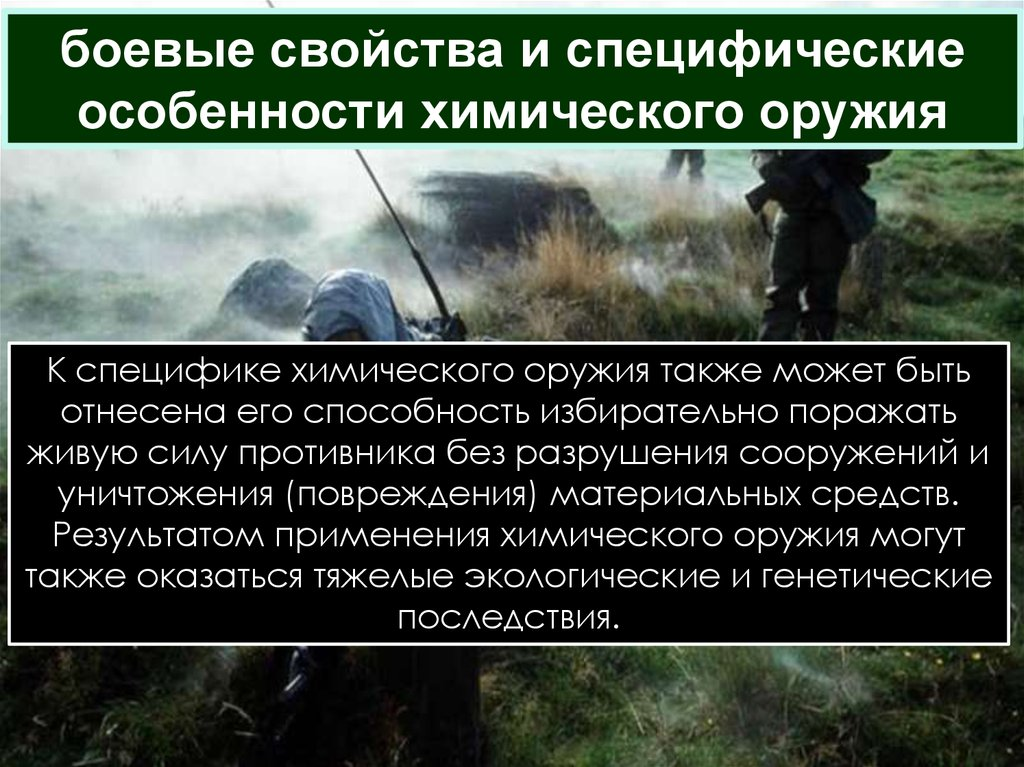 боевые свойства и специфические
особенности химического оружия
К специфике химического оружия также может быть
отнесена его способность избирательно поражать
живую силу противника без разрушения сооружений и
уничтожения (повреждения) материальных средств.
Результатом применения химического оружия могут
также оказаться тяжелые экологические и генетические
последствия.